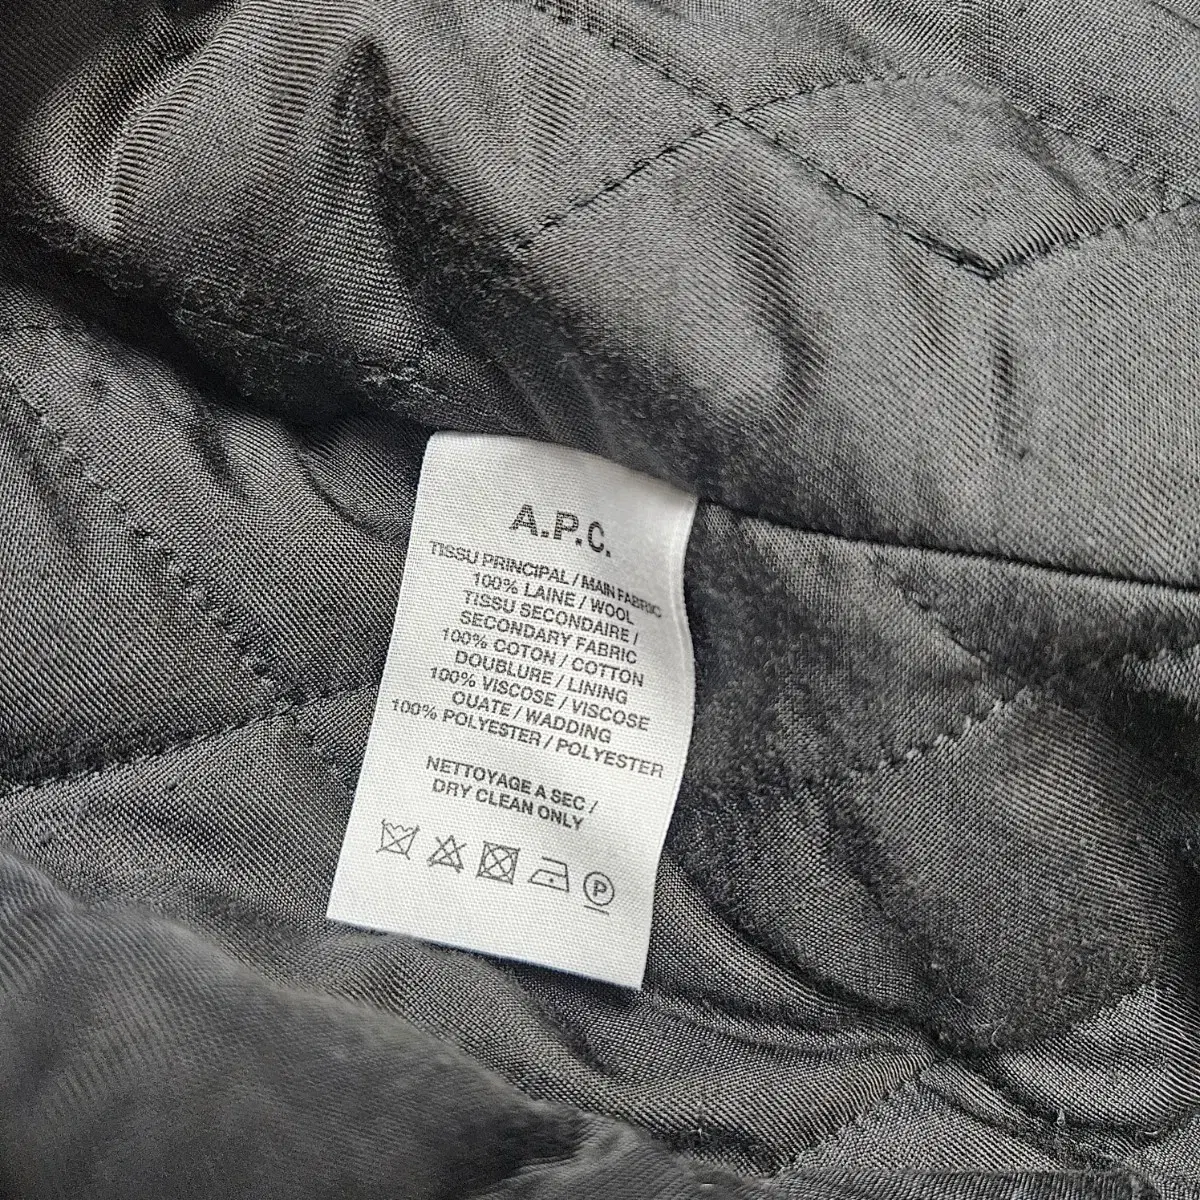 A.P.C.
TISSU PRINCIPAL / MAIN FABRIC
100% LAINE / WOOL
TISSU SECONDAIRE /
SECONDARY FABRIC
100% COTON / COTTON
DOUBLURE / LINING
100% VISCOSE / VISCOSE
OUATE / WADDING
100% POLYESTER / POLYESTER
NETTOYAGE A SEC /
DRY CLEAN ONLY
P